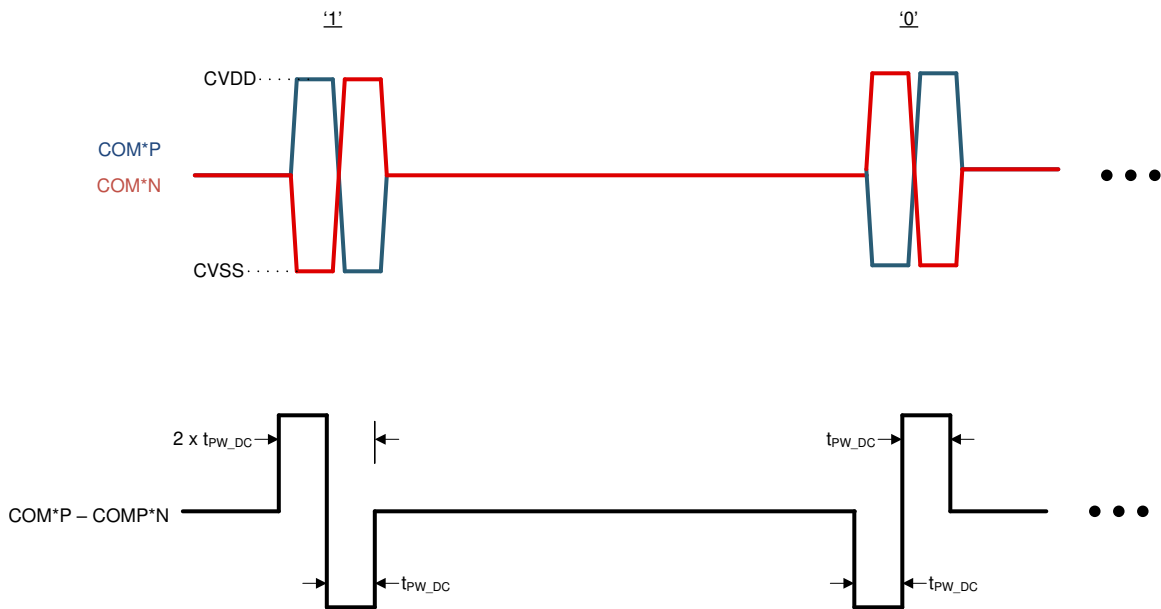 '1'
'0'
CVDD
COM*P
COM*N
CVSS
2 x tPW_DC
tPW_DC
COM*P – COMP*N
tPW_DC
tPW_DC